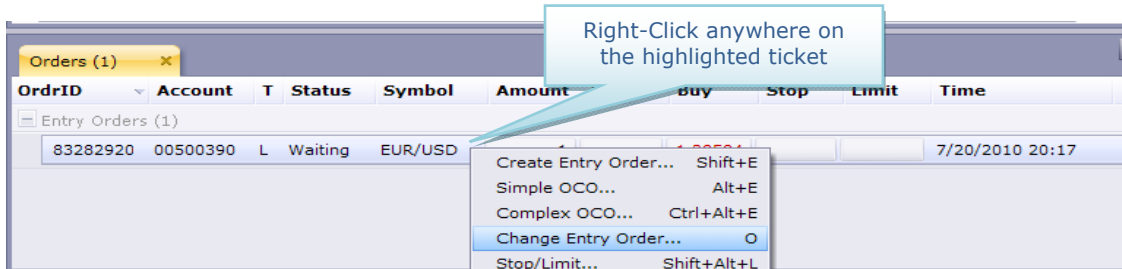 Right-Click anywhere on
the highlighted ticket
Orders (1) x
OrdrID Account T Status Symbol Amount Buy Stop Limit Time
Entry Orders (1)
83282920 00500390 L Waiting EUR/USD 7/20/2010 20:17
Create Entry Order... Shift+E
Simple OCO... Alt+E
Complex OCO... Ctrl+Alt+E
Change Entry Order... O
Stop/Limit... Shift+Alt+L